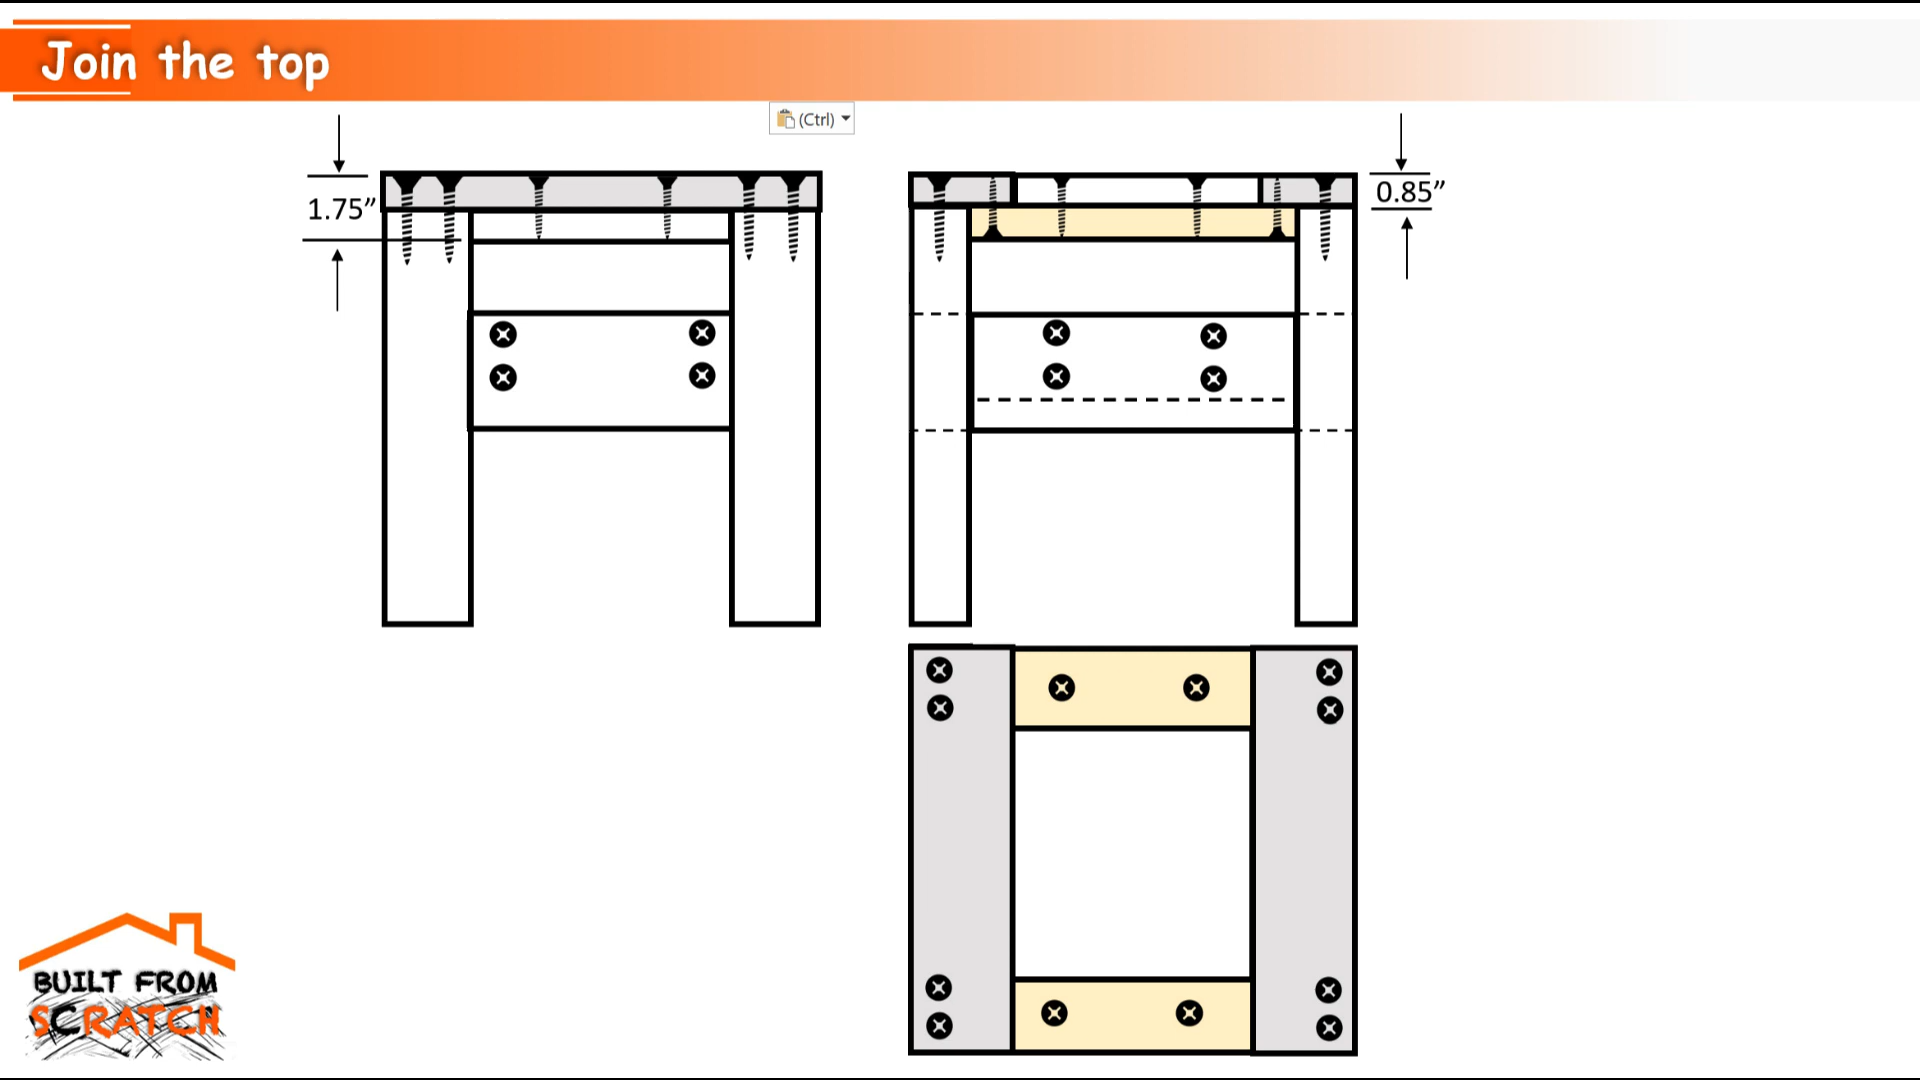 Join the top
(Ctrl)
1.75”
0.85”
BUILT FROM
SCRATCH